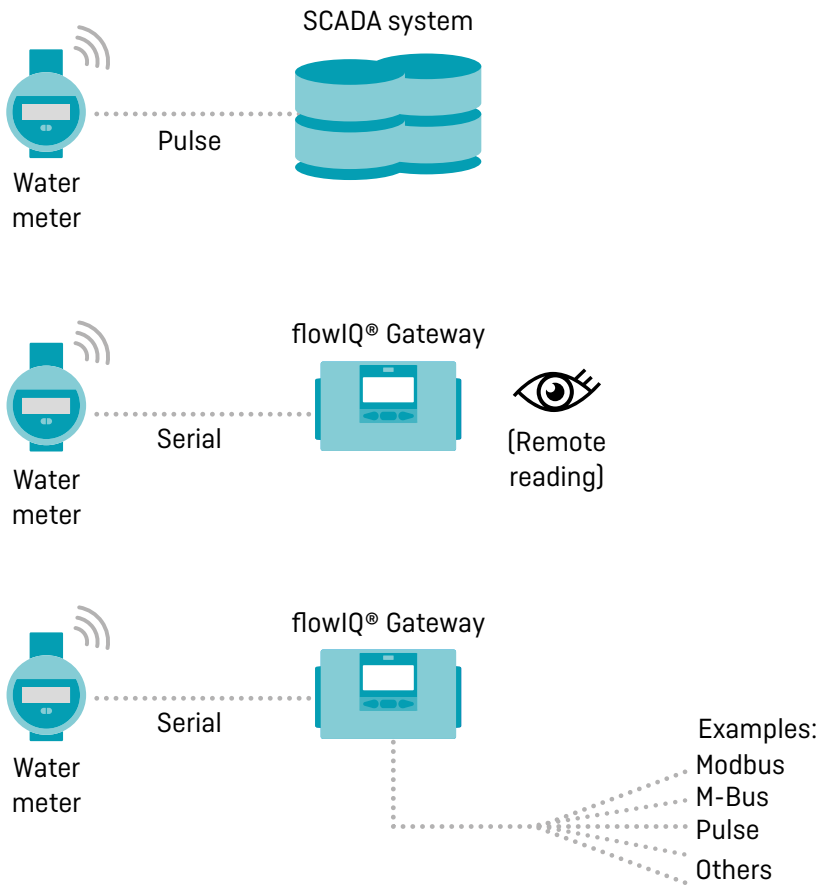 SCADA system
Pulse
Water
meter
flowIQ® Gateway
Serial
(Remote
reading)
Water
meter
flowIQ® Gateway
Serial
Water
meter
Examples:
Modbus
M-Bus
Pulse
Others